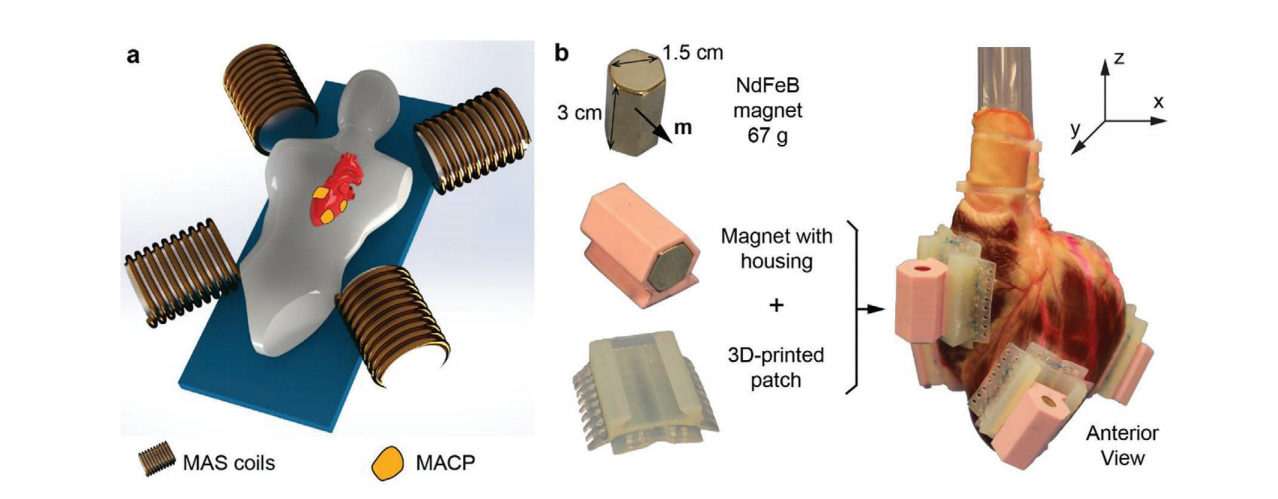 a
MAS coils
MACP
b
1.5 cm
3 cm
m
NdFeB
magnet
67 g
Magnet with
housing
+
3D-printed
patch
z
x
y
Anterior
View